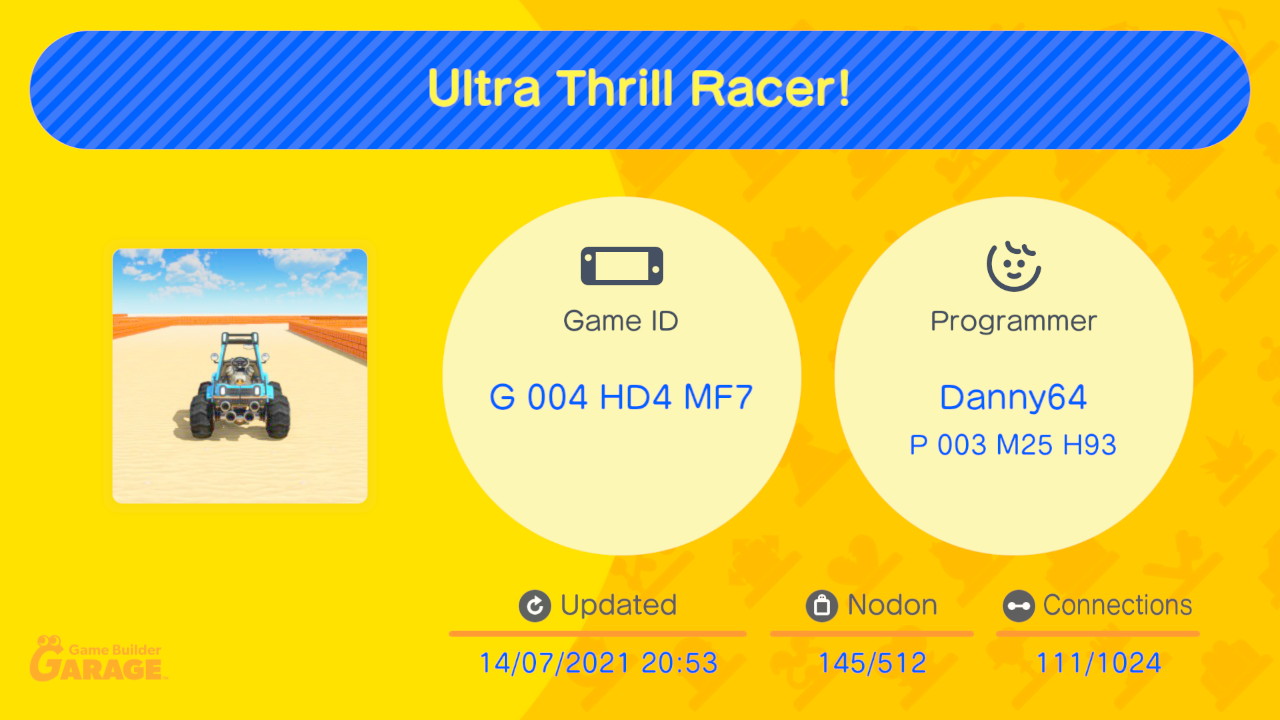 Ultra Thrill Racer!
Game ID
G 004 HD4 MF7
Programmer
Danny64
P 003 M25 H93
Updated
14/07/2021 20:53
Nodon
145/512
Connections
111/1024
Game Builder
GARAGE™